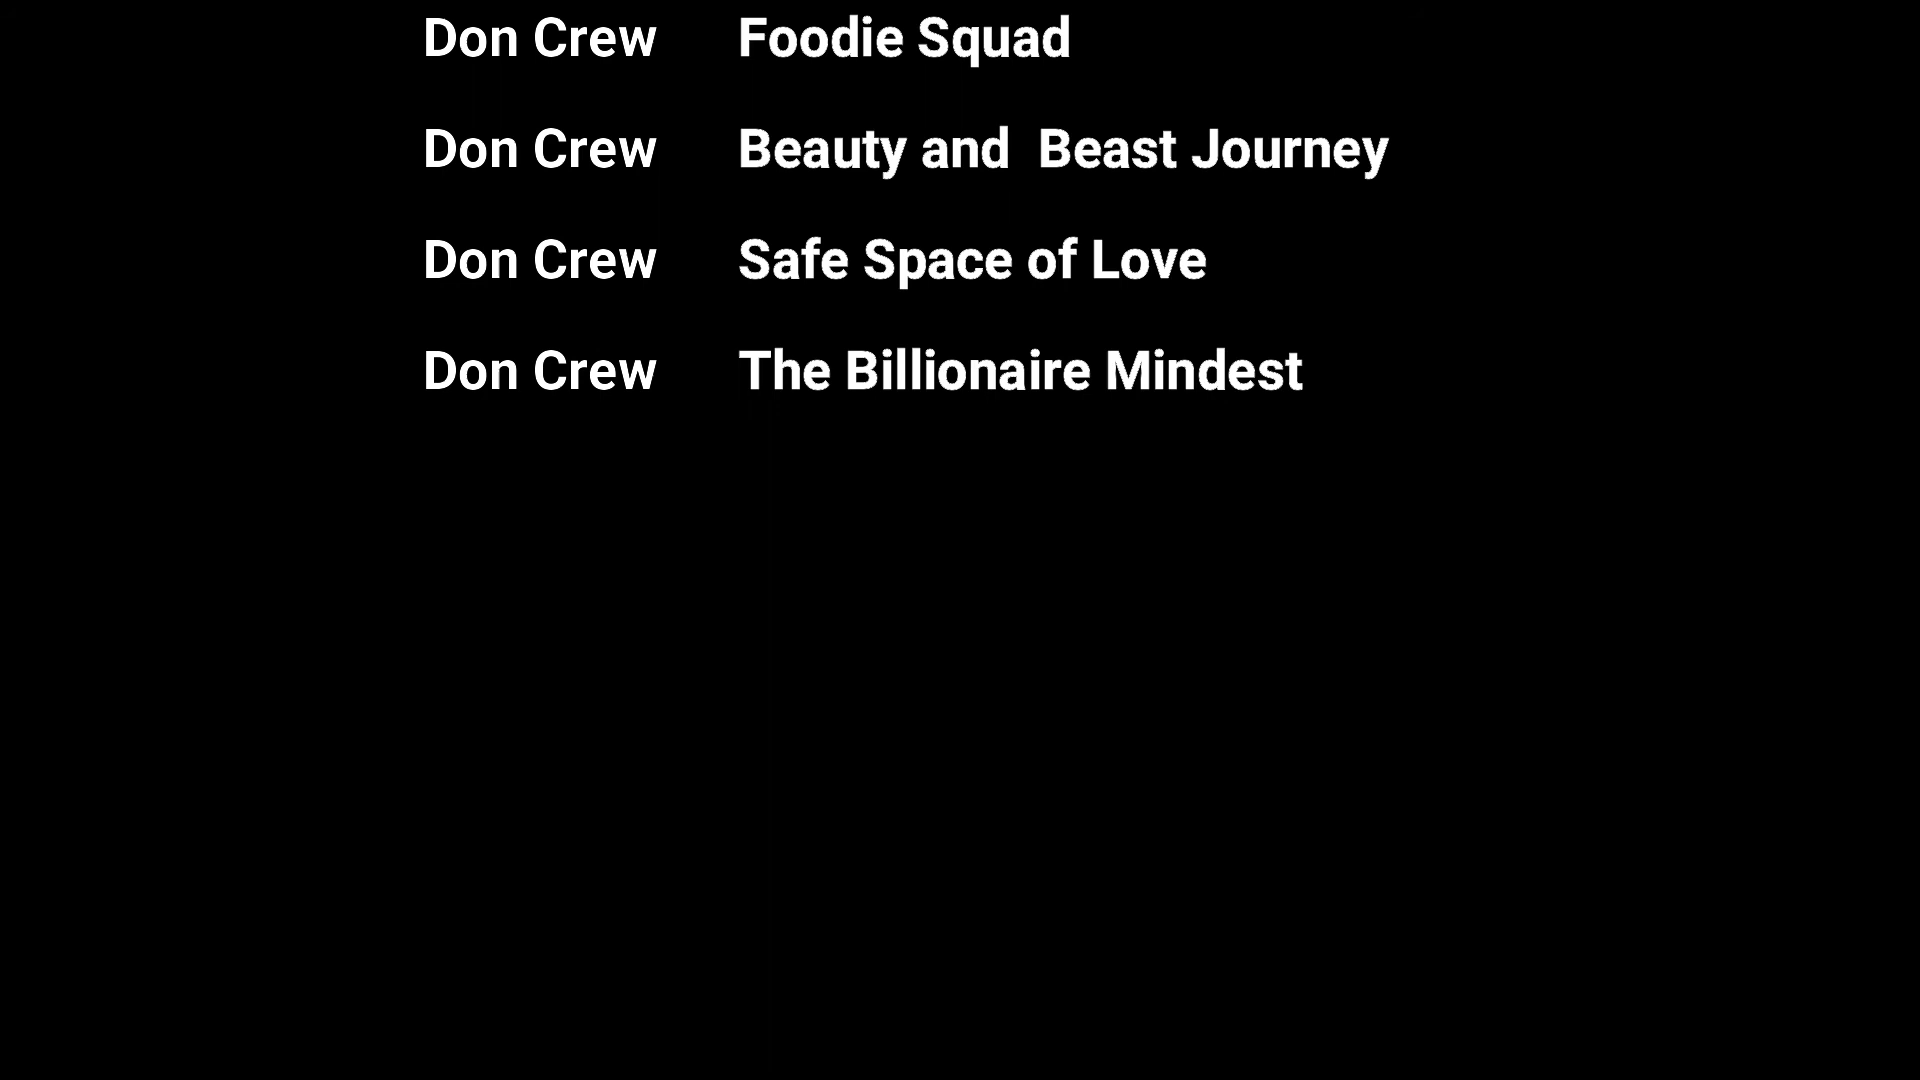 Don Crew Foodie Squad
Don Crew Beauty and  Beast Journey
Don Crew Safe Space of Love
Don Crew The Billionaire Mindest